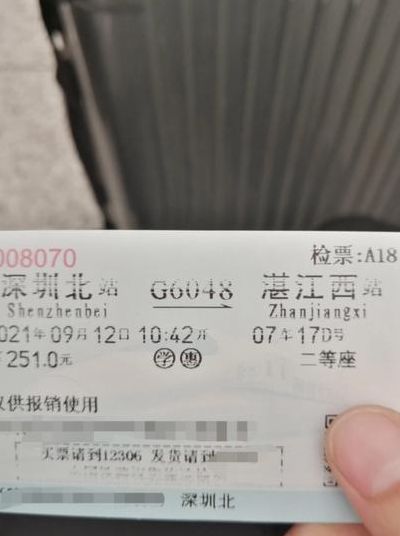 008070 检票:A18
深圳北站 G6048 湛江西站
Shenzhenbei Zhanjiangxi
021年09月12日 10:42开 07车17D号
251.0元 学 惠 二等座
仅供报销使用
买票请到12306 发货请到
深圳北